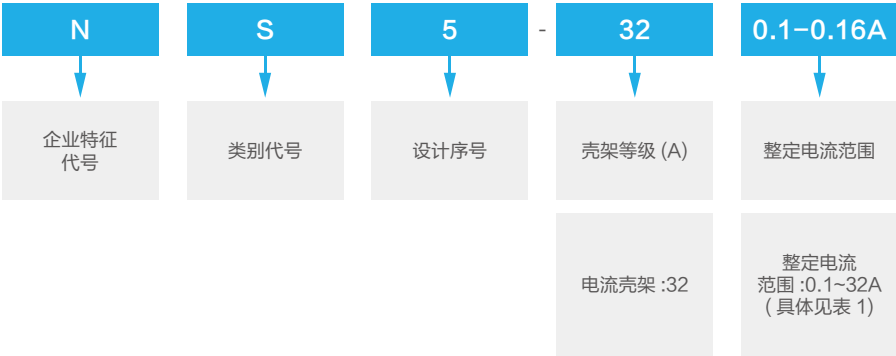 N S 5 - 32 0.1-0.16A
企业特征
代号
类别代号
设计序号
壳架等级 (A)
整定电流范围
电流壳架 :32
整定电流
范围 :0.1~32A
( 具体见表 1)